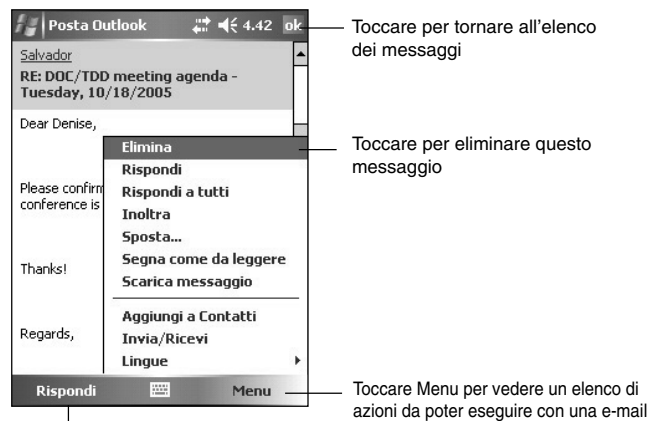 Posta Outlook 4.42 ok
Toccare per tornare all'elenco
dei messaggi
Salvador
RE: DOC/TDD meeting agenda -
Tuesday, 10/18/2005
Dear Denise,
Elimina
Toccare per eliminare questo
messaggio
Rispondi
Please confirm
Rispondi a tutti
conference is
Inoltra
Sposta...
Segna come da leggere
Thanks!
Scarica messaggio
Aggiungi a Contatti
Regards,
Invia/Ricevi
Lingue
Rispondi Menu
Toccare Menu per vedere un elenco di
azioni da poter eseguire con una e-mail